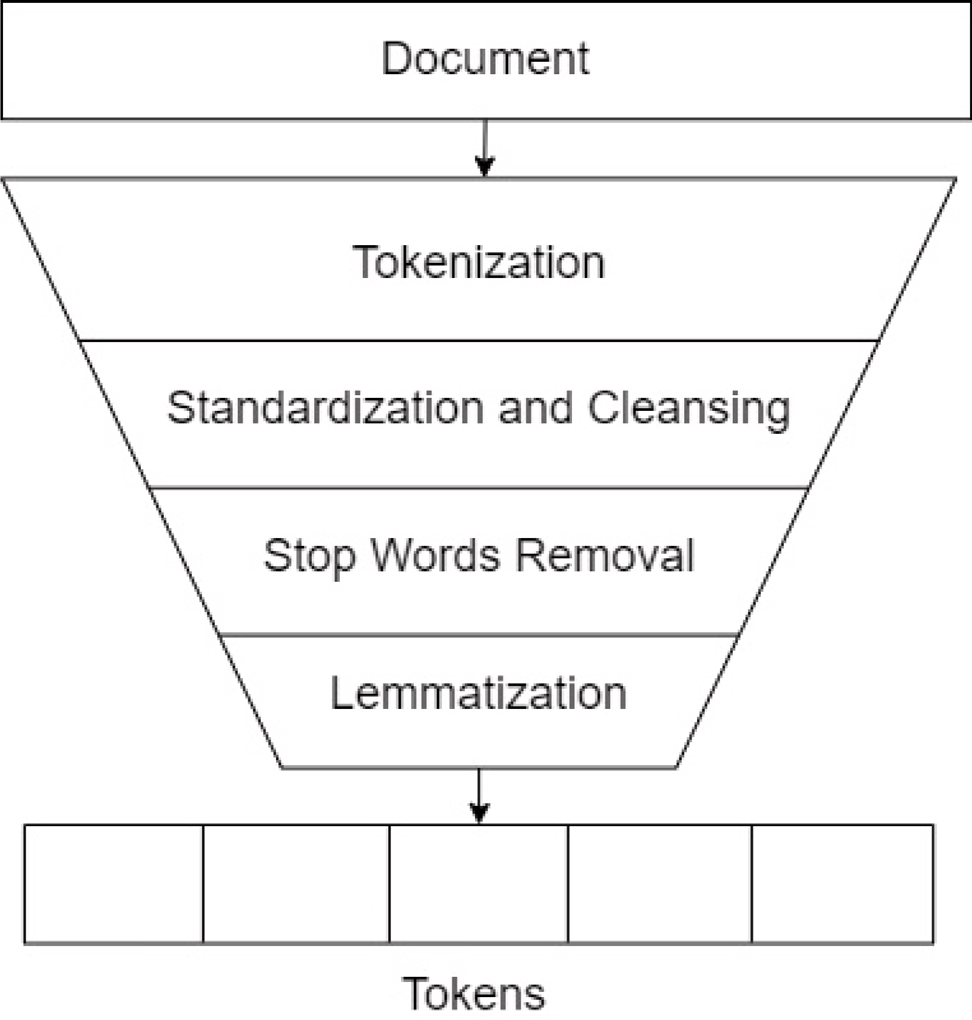 Document
Tokenization
Standardization and Cleansing
Stop Words Removal
Lemmatization
Tokens